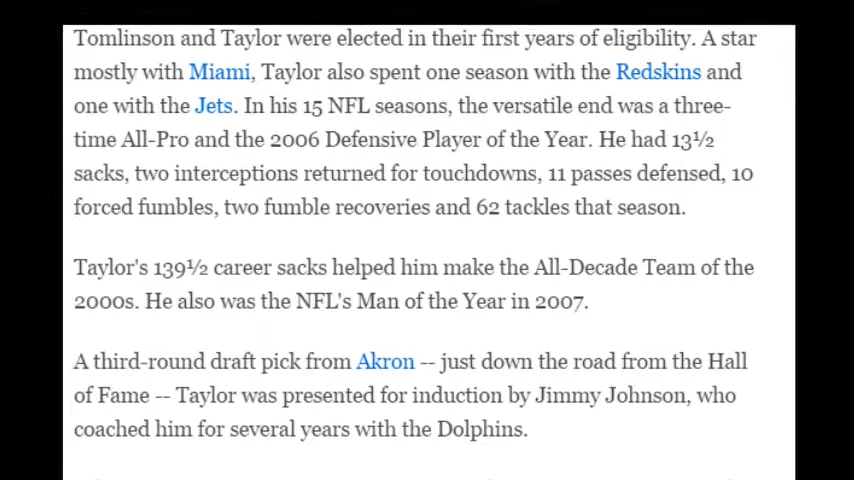 Tomlinson and Taylor were elected in their first years of eligibility. A star
mostly with Miami, Taylor also spent one season with the Redskins and
one with the Jets. In his 15 NFL seasons, the versatile end was a three-
time All-Pro and the 2006 Defensive Player of the Year. He had 13½
sacks, two interceptions returned for touchdowns, 11 passes defensed, 10
forced fumbles, two fumble recoveries and 62 tackles that season.
Taylor's 139½ career sacks helped him make the All-Decade Team of the
2000s. He also was the NFL's Man of the Year in 2007.
A third-round draft pick from Akron -- just down the road from the Hall
of Fame -- Taylor was presented for induction by Jimmy Johnson, who
coached him for several years with the Dolphins.